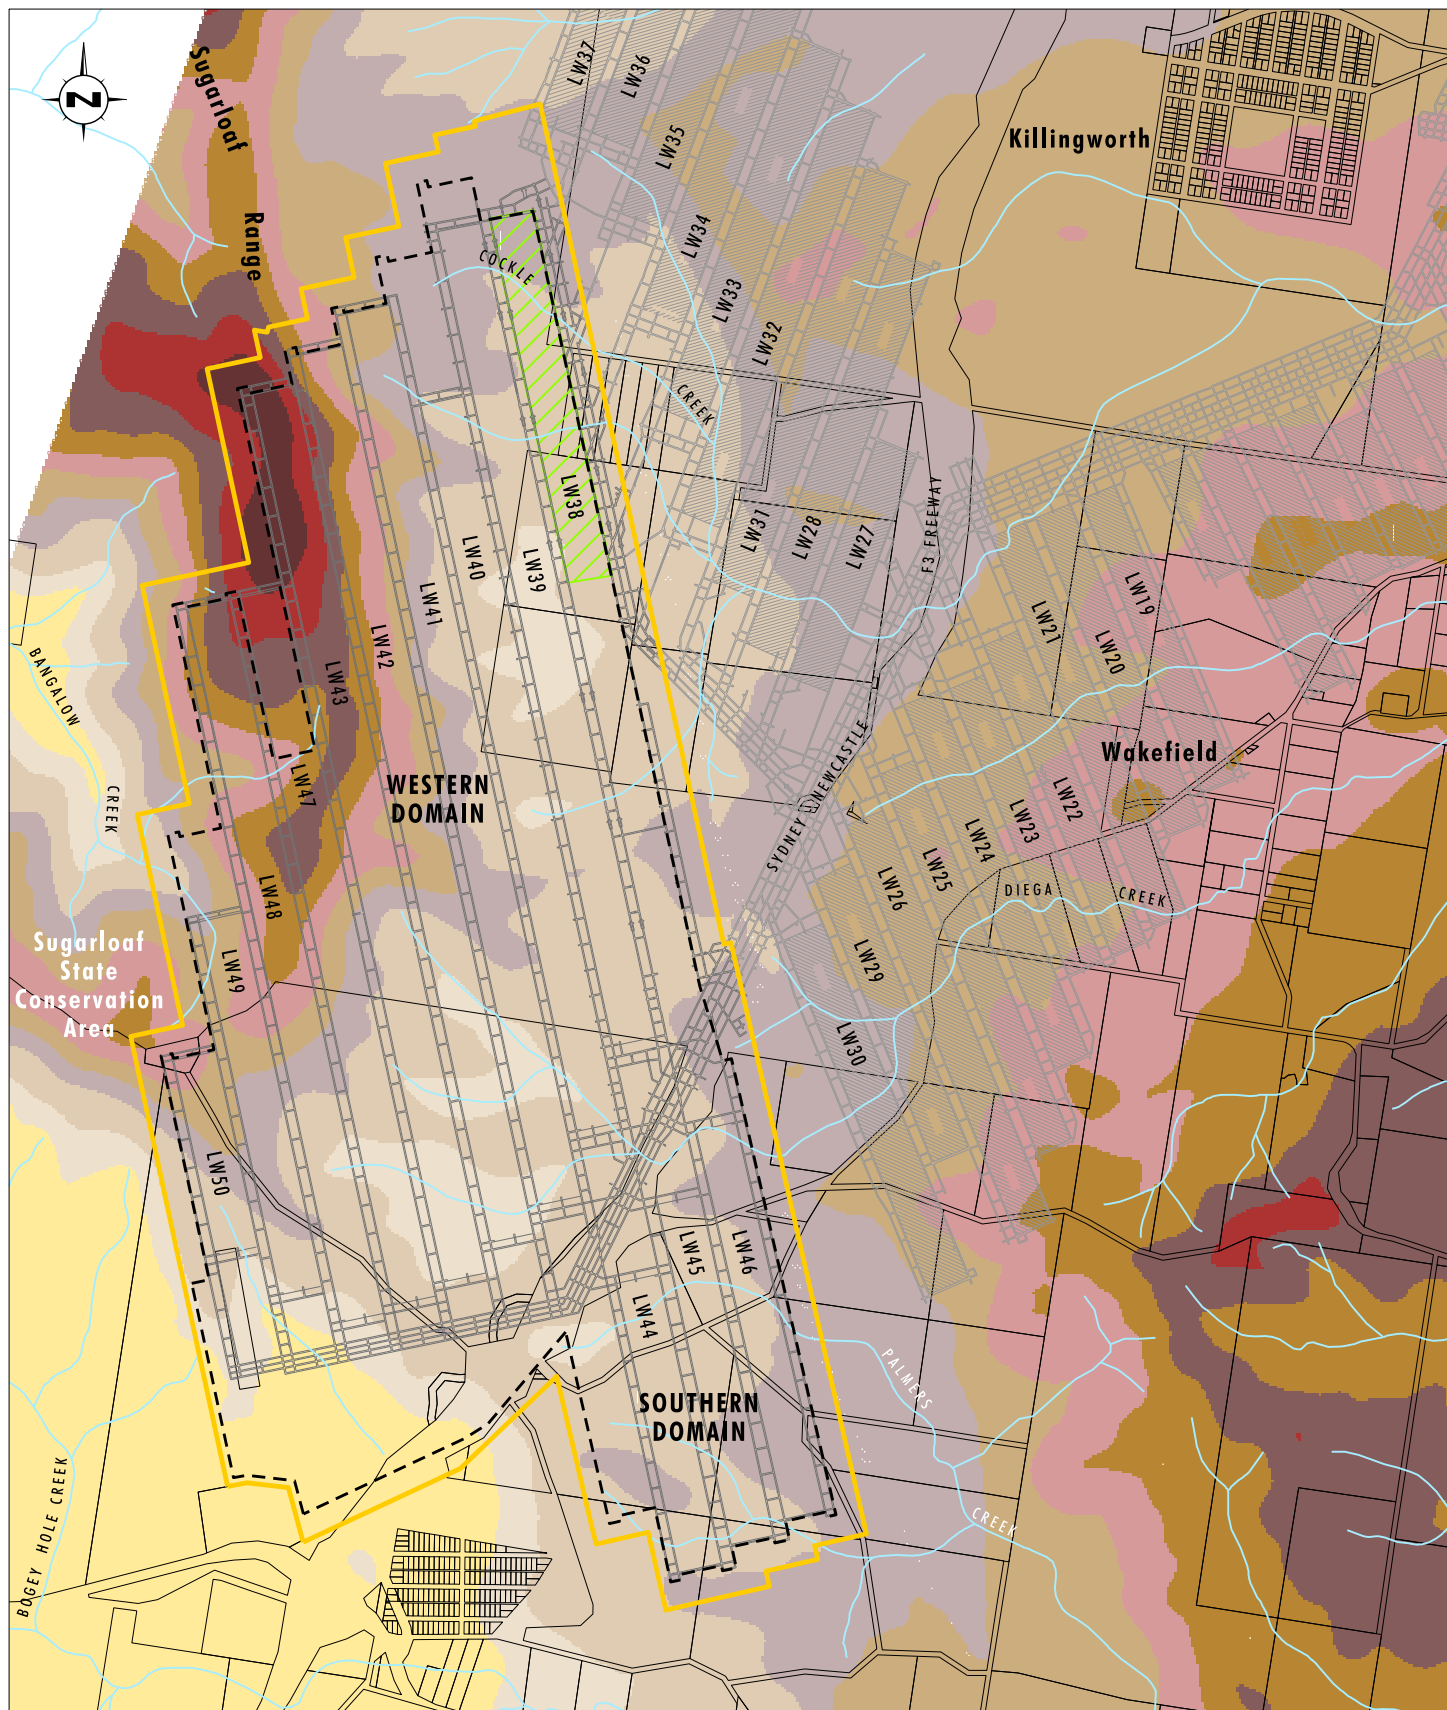 N
Sugarloaf
Range
LW37
LW36
LW35
LW34
LW33
LW32
Killingworth
COCKLE
CREEK
LW38
LW39
LW40
LW41
LW42
LW43
LW47
LW48
LW49
LW50
LW31
LW28
LW27
F3 FREEWAY
SYDNEY
NEWCASTLE
LW19
LW20
LW21
Wakefield
LW22
LW23
LW24
LW25
LW26
LW29
LW30
DIEGA
CREEK
BANGALOW
CREEK
WESTERN
DOMAIN
Sugarloaf
State
Conservation
Area
LW46
LW45
LW44
SOUTHERN
DOMAIN
PALMERS
CREEK
BOGEY HOLE CREEK